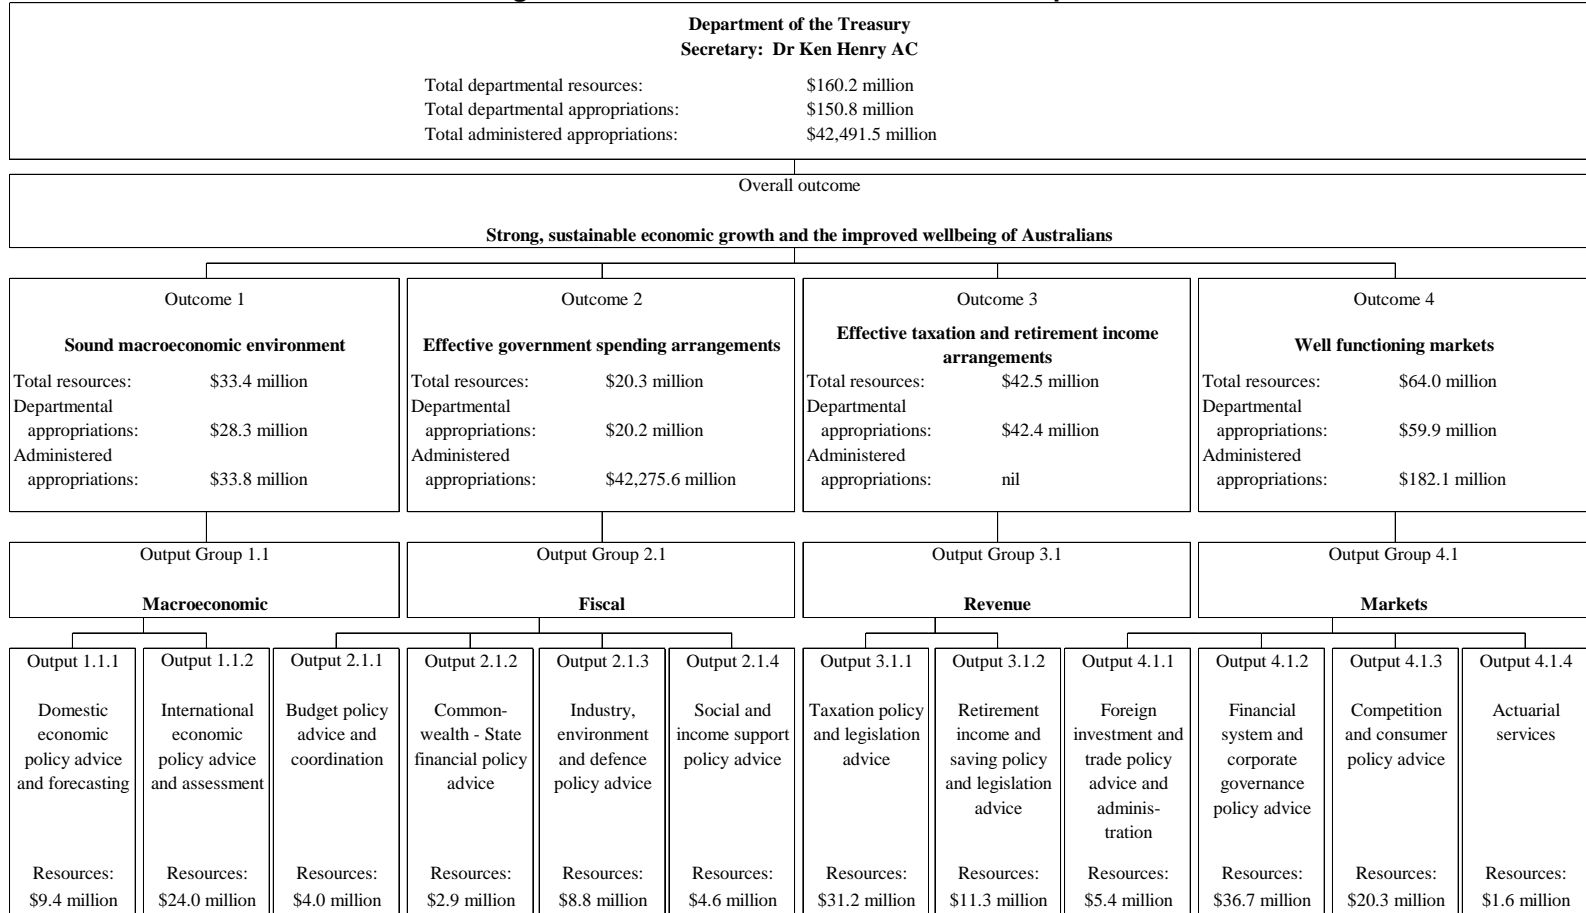 Department of the Treasury
Secretary: Dr Ken Henry AC
Total departmental resources: $160.2 million
Total departmental appropriations: $150.8 million
Total administered appropriations: $42,491.5 million
Overall outcome
Strong, sustainable economic growth and the improved wellbeing of Australians
Outcome 1
Sound macroeconomic environment
Total resources: $33.4 million
Departmental
appropriations: $28.3 million
Administered
appropriations: $33.8 million
Outcome 2
Effective government spending arrangements
Total resources: $20.3 million
Departmental
appropriations: $20.2 million
Administered
appropriations: $42,275.6 million
Outcome 3
Effective taxation and retirement income
arrangements
Total resources: $42.5 million
Departmental
appropriations: $42.4 million
Administered
appropriations: nil
Outcome 4
Well functioning markets
Total resources: $64.0 million
Departmental
appropriations: $59.9 million
Administered
appropriations: $182.1 million
Output Group 1.1
Macroeconomic
Output Group 2.1
Fiscal
Output Group 3.1
Revenue
Output Group 4.1
Markets
Output 1.1.1
Domestic
economic
policy advice
and forecasting
Resources:
$9.4 million
Output 1.1.2
International
economic
policy advice
and assessment
Resources:
$24.0 million
Output 2.1.1
Budget policy
advice and
coordination
Resources:
$4.0 million
Output 2.1.2
Common-
wealth - State
financial policy
advice
Resources:
$2.9 million
Output 2.1.3
Industry,
environment
and defence
policy advice
Resources:
$8.8 million
Output 2.1.4
Social and
income support
policy advice
Resources:
$4.6 million
Output 3.1.1
Taxation policy
and legislation
advice
Resources:
$31.2 million
Output 3.1.2
Retirement
income and
saving policy
and legislation
advice
Resources:
$11.3 million
Output 4.1.1
Foreign
investment and
trade policy
advice and
adminis-
tration
Resources:
$5.4 million
Output 4.1.2
Financial
system and
corporate
governance
policy advice
Resources:
$36.7 million
Output 4.1.3
Competition
and consumer
policy advice
Resources:
$20.3 million
Output 4.1.4
Actuarial
services
Resources:
$1.6 million